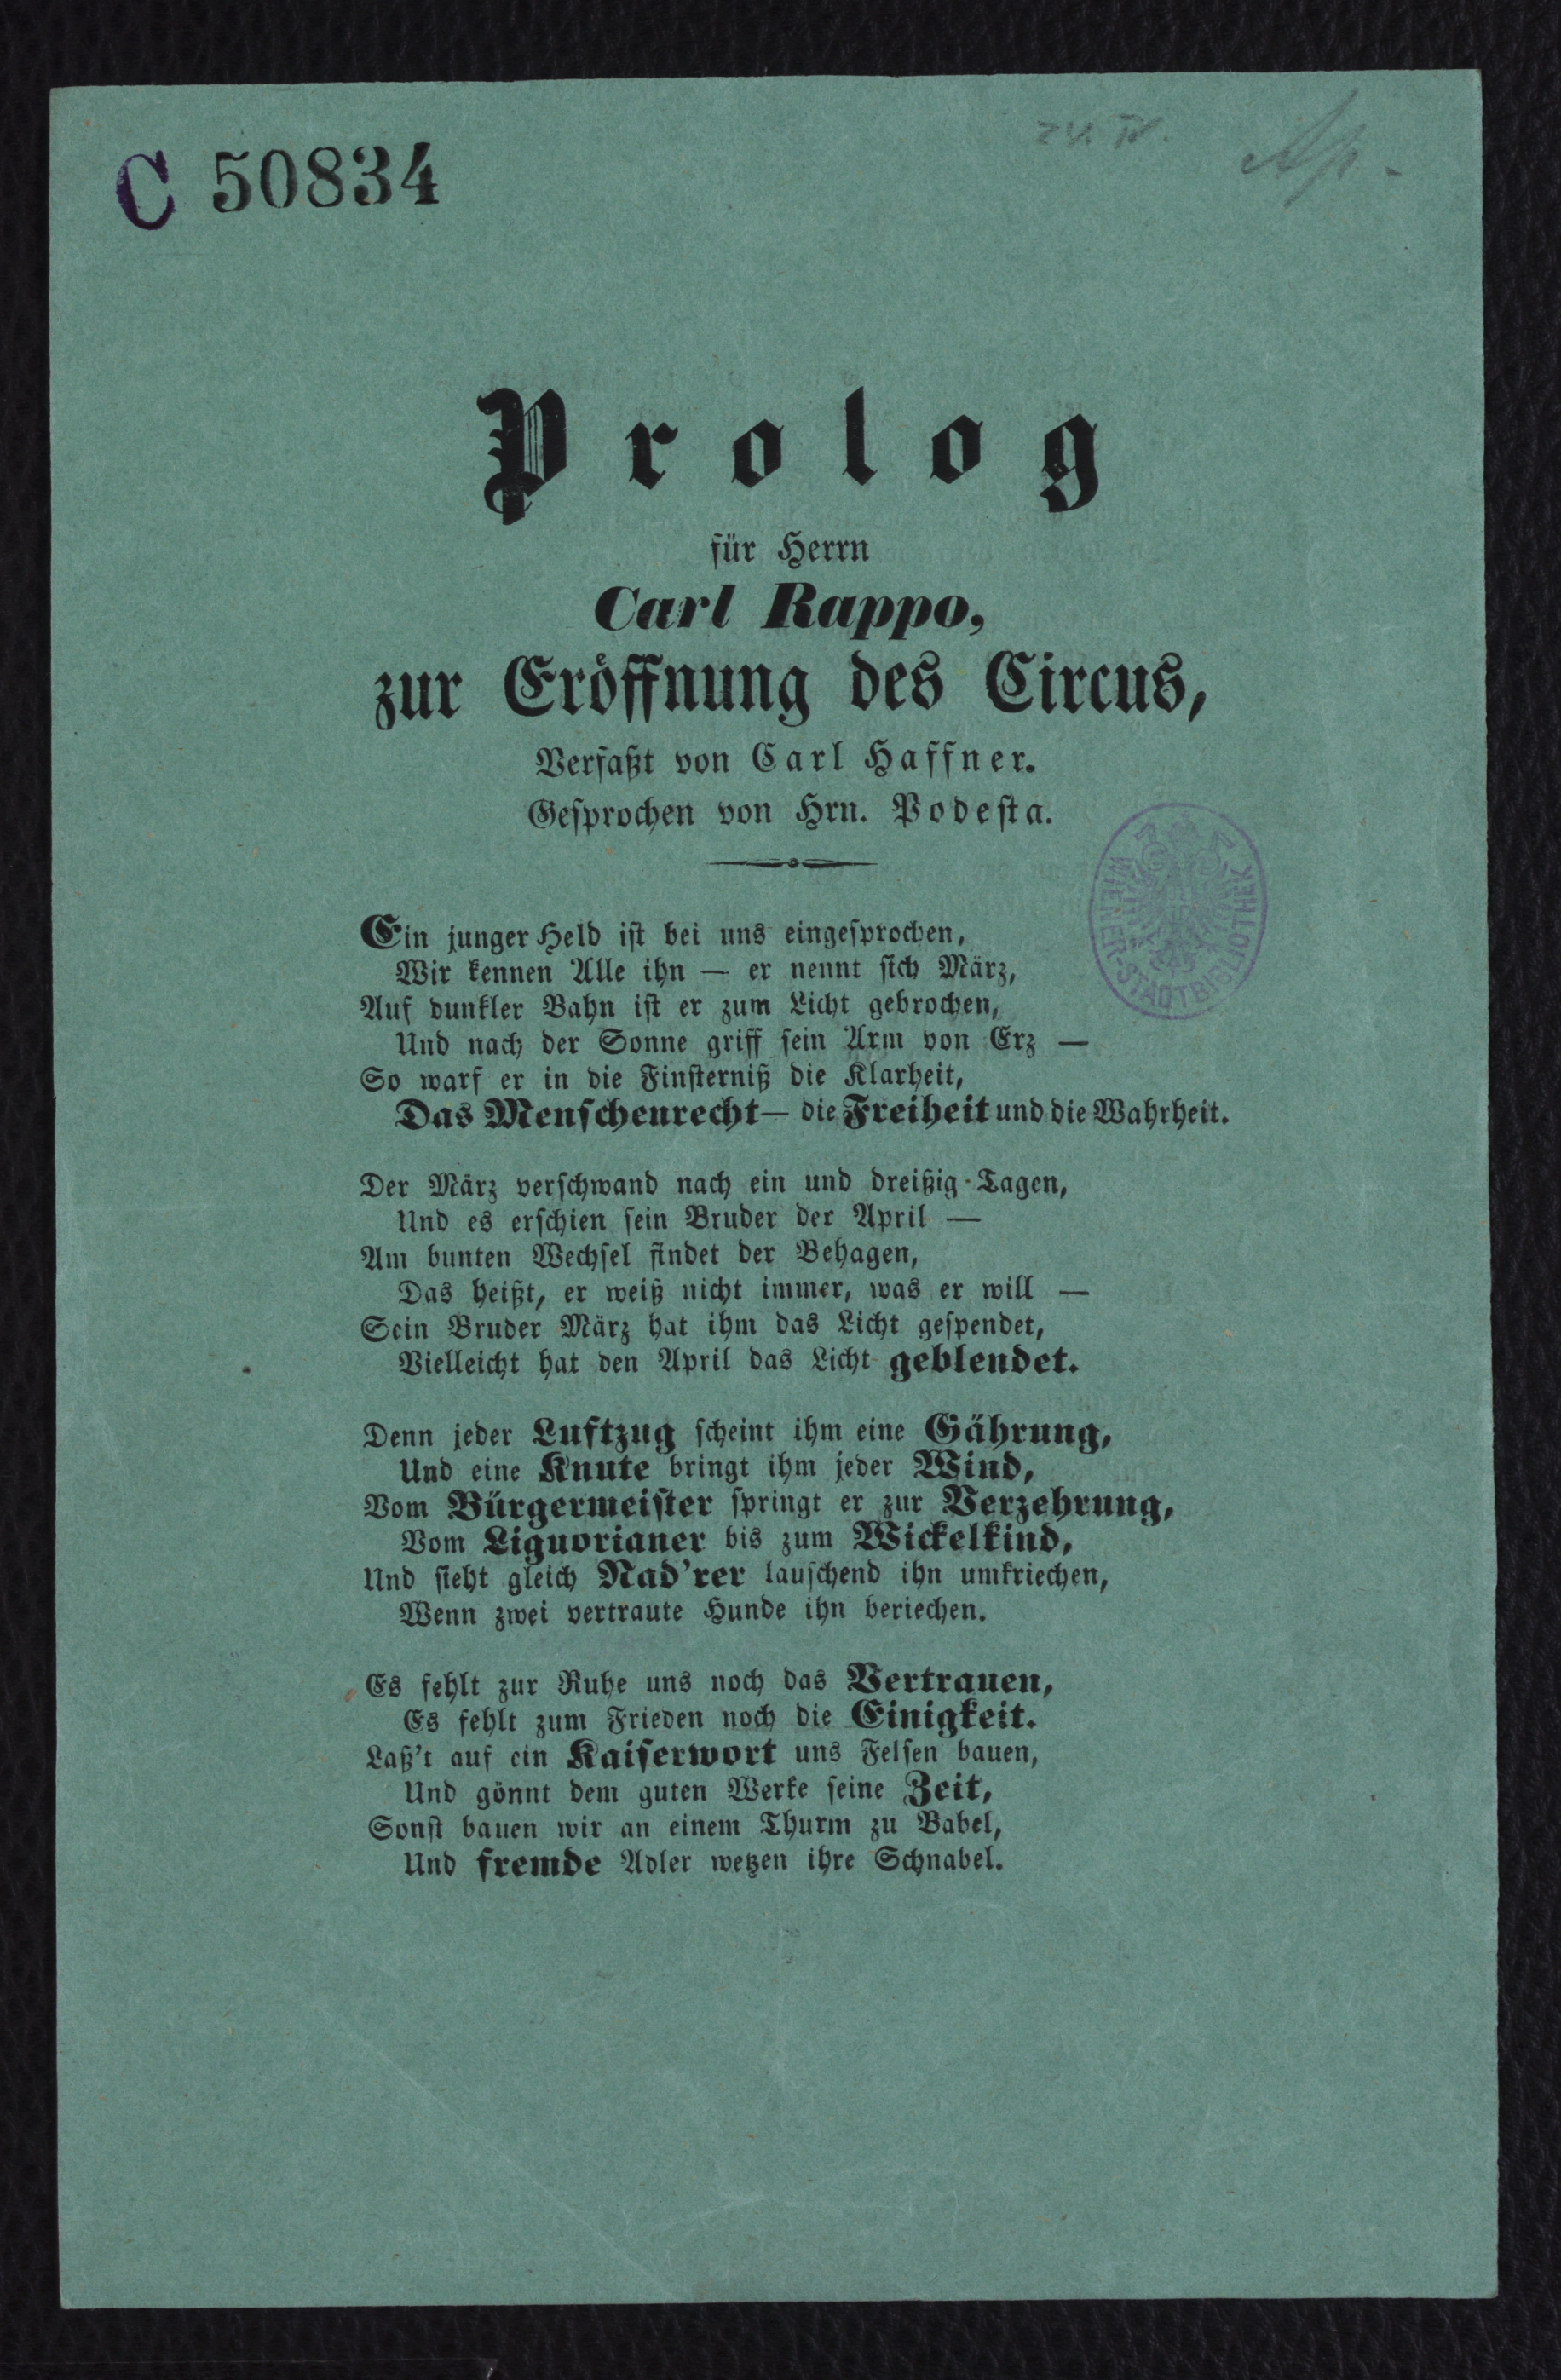 C 50834
Prolog
für Herrn
Carl Rappo,
zur Eröffnung des Circus,
Verfaßt von Carl Haffner.
Gesprochen von Hrn. Podesta.
WIENER-STADTBIBLIOTHEK
Ein junger Held ist bei uns eingesprochen,
Wir kennen Alle ihn — er nennt sich März,
Auf dunkler Bahn ist er zum Licht gebrochen,
Und nach der Sonne griff sein Arm von Erz —
So warf er in die Finsterniß die Klarheit,
Das Menschenrecht — die Freiheit und die Wahrheit.
Der März verschwand nach ein und dreißig-Tagen,
Und es erschien sein Bruder der April —
Am bunten Wechsel findet der Behagen,
Das heißt, er weiß nicht immer, was er will —
Sein Bruder März hat ihm das Licht gespendet,
Vielleicht hat den April das Licht geblendet.
Denn jeder Luftzug scheint ihm eine Gährung,
Und eine Knute bringt ihm jeder Wind,
Vom Bürgermeister springt er zur Verzehrung,
Vom Liguorianer bis zum Wickelkind,
Und sieht gleich Nad'rer lauschend ihn umkriechen,
Wenn zwei vertraute Hunde ihn beriechen.
Es fehlt zur Ruhe uns noch das Vertrauen,
Es fehlt zum Frieden noch die Einigkeit.
Laß't auf ein Kaiserwort uns Felsen bauen,
Und gönnt dem guten Werke seine Zeit,
Sonst bauen wir an einem Thurm zu Babel,
Und fremde Adler wetzen ihre Schnabel.